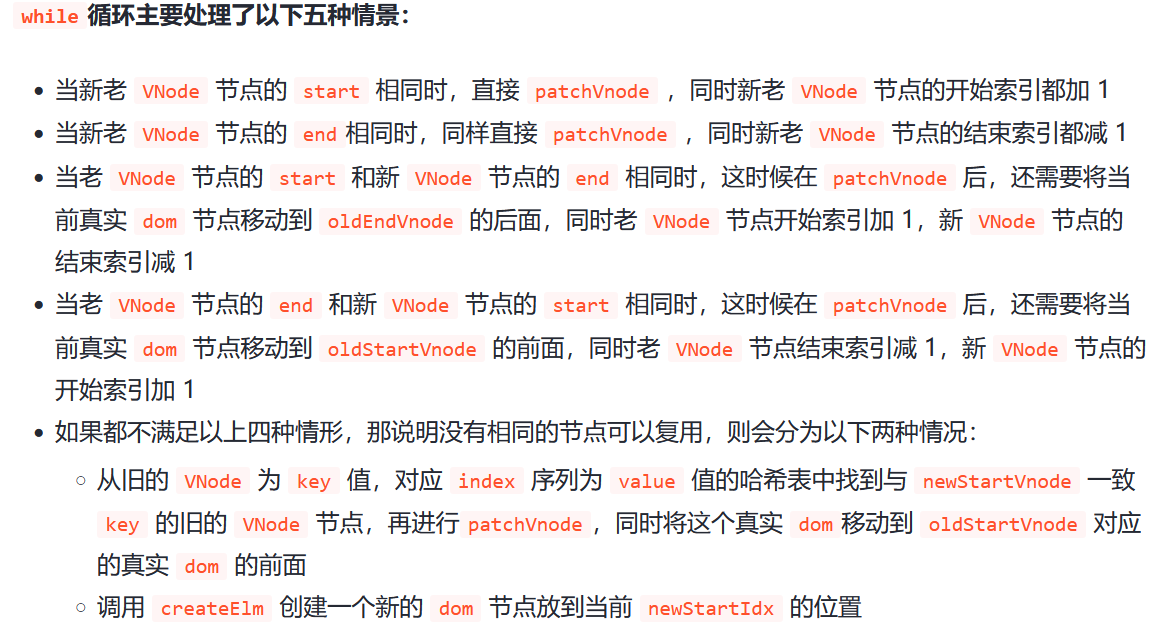 while 循环主要处理了以下五种情景：
当新老 VNode 节点的 start 相同时，直接 patchVnode ，同时新老 VNode 节点的开始索引都加 1
当新老 VNode 节点的 end 相同时，同样直接 patchVnode ，同时新老 VNode 节点的结束索引都减 1
当老 VNode 节点的 start 和新 VNode 节点的 end 相同时，这时候在 patchVnode 后，还需要将当
前真实 dom 节点移动到 oldEndVnode 的后面，同时老 VNode 节点开始索引加 1，新 VNode 节点的
结束索引减 1
当老 VNode 节点的 end 和新 VNode 节点的 start 相同时，这时候在 patchVnode 后，还需要将当
前真实 dom 节点移动到 oldStartVnode 的前面，同时老 VNode 节点结束索引减 1，新 VNode 节点的
开始索引加 1
如果都不满足以上四种情形，那说明没有相同的节点可以复用，则会分为以下两种情况：
从旧的 VNode 为 key 值，对应 index 序列为 value 值的哈希表中找到与 newStartVnode 一致
key 的旧的 VNode 节点，再进行 patchVnode，同时将这个真实 dom 移动到 oldStartVnode 对应
的真实 dom 的前面
调用 createElm 创建一个新的 dom 节点放到当前 newStartIdx 的位置